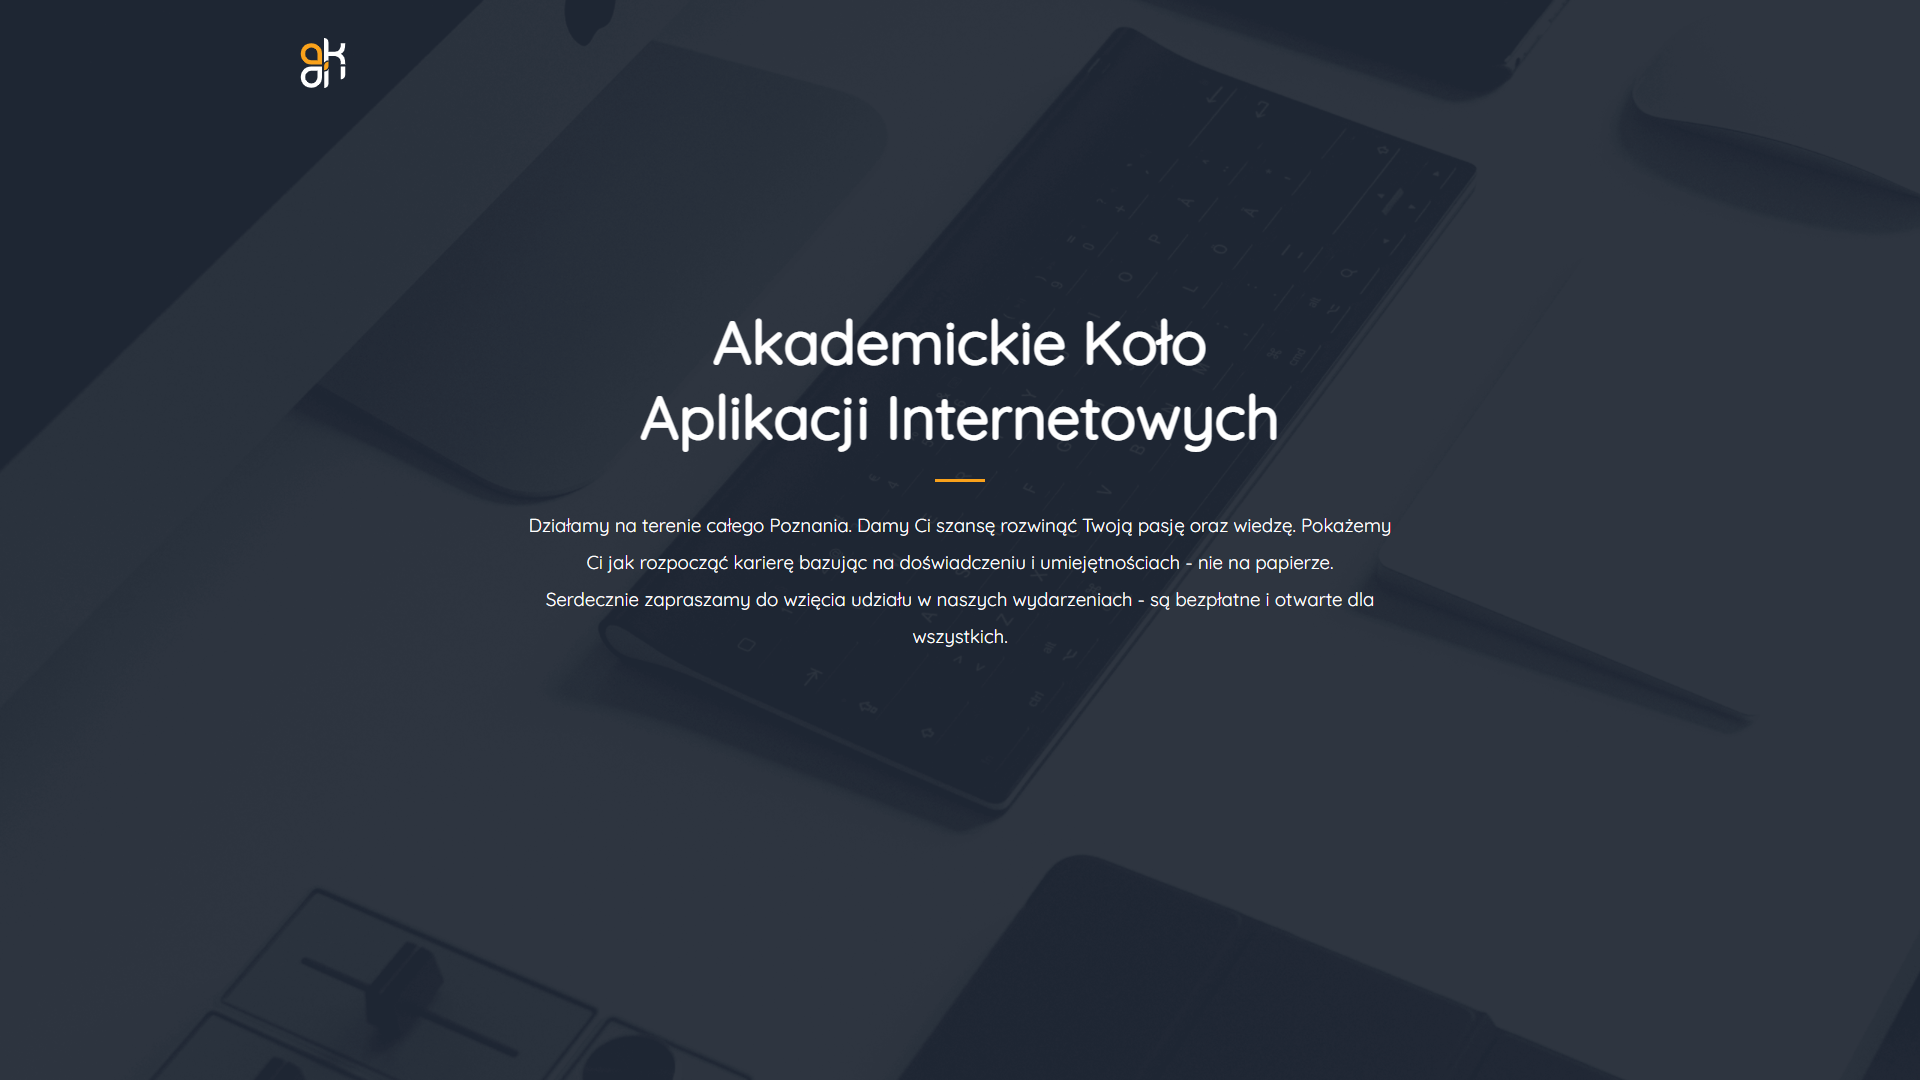 akai
Akademickie Koło
Aplikacji Internetowych
Działamy na terenie całego Poznania. Damy Ci szansę rozwinąć Twoją pasję oraz wiedzę. Pokażemy
Ci jak rozpocząć karierę bazując na doświadczeniu i umiejętnościach - nie na papierze.
Serdecznie zapraszamy do wzięcia udziału w naszych wydarzeniach - są bezpłatne i otwarte dla
wszystkich.